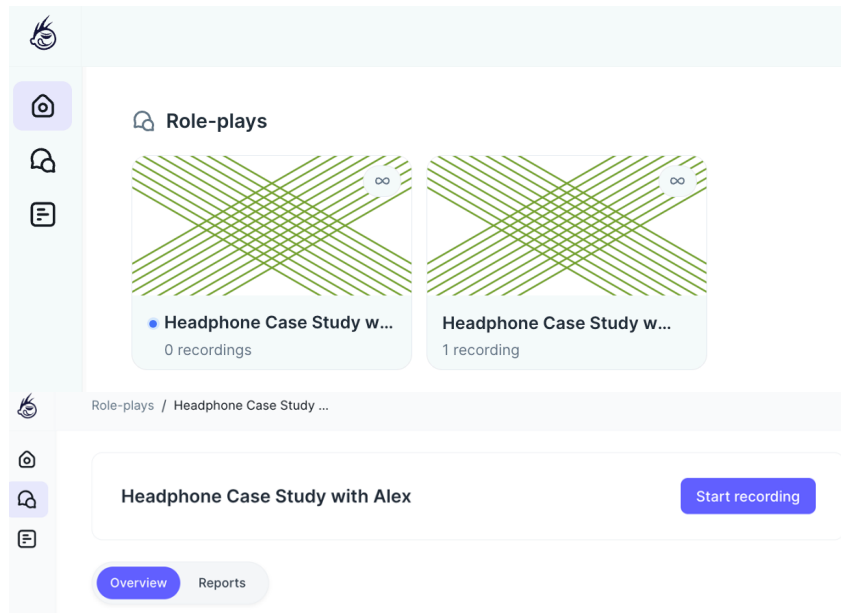 Role-plays
∞
∞
Headphone Case Study w...
0 recordings
Headphone Case Study w...
1 recording
Role-plays / Headphone Case Study ...
Headphone Case Study with Alex
Start recording
Overview
Reports